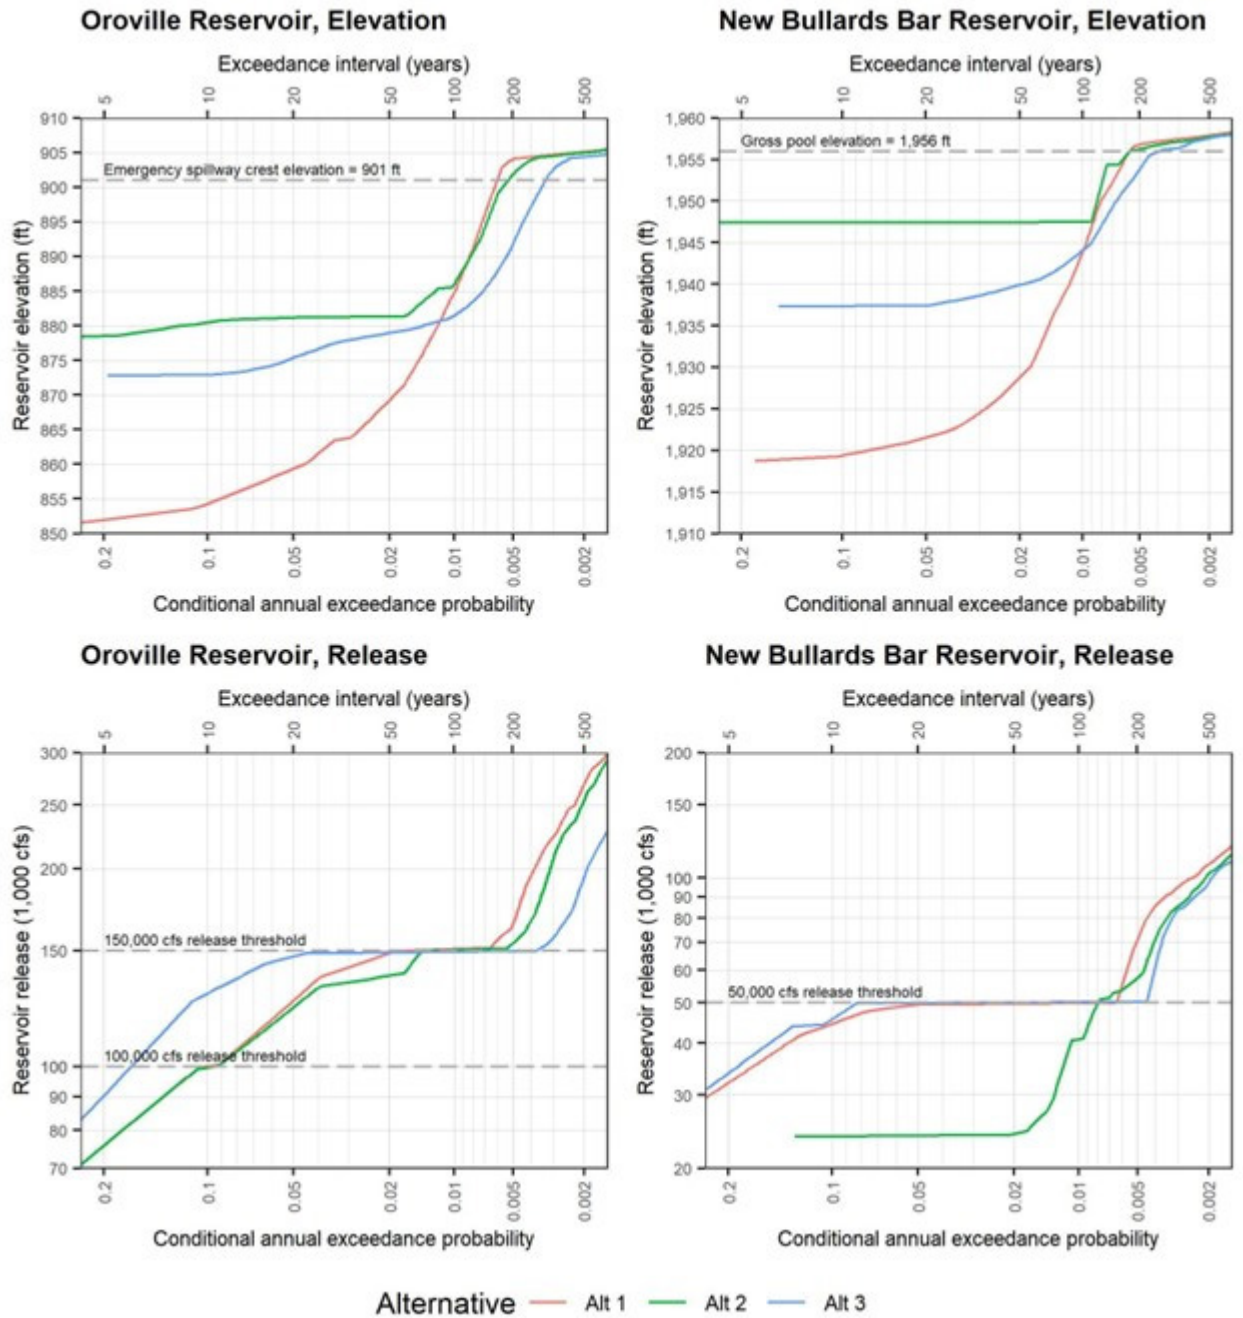 Oroville Reservoir, Elevation
Exceedance interval (years)
5 10 20 50 100 200 500
910
905
900
895
890
885
880
875
870
865
860
855
850
Reservoir elevation (ft)
Emergency spillway crest elevation = 901 ft
0.2 0.1 0.05 0.02 0.01 0.005 0.002
Conditional annual exceedance probability
New Bullards Bar Reservoir, Elevation
Exceedance interval (years)
5 10 20 50 100 200 500
1,960
1,955
1,950
1,945
1,940
1,935
1,930
1,925
1,920
1,915
1,910
Reservoir elevation (ft)
Gross pool elevation = 1,956 ft
0.2 0.1 0.05 0.02 0.01 0.005 0.002
Conditional annual exceedance probability
Oroville Reservoir, Release
Exceedance interval (years)
5 10 20 50 100 200 500
300
250
200
150
100
90
80
70
Reservoir release (1,000 cfs)
150,000 cfs release threshold
100,000 cfs release threshold
0.2 0.1 0.05 0.02 0.01 0.005 0.002
Conditional annual exceedance probability
New Bullards Bar Reservoir, Release
Exceedance interval (years)
5 10 20 50 100 200 500
200
150
100
90
80
70
60
50
40
30
20
Reservoir release (1,000 cfs)
50,000 cfs release threshold
0.2 0.1 0.05 0.02 0.01 0.005 0.002
Conditional annual exceedance probability
Alternative Alt 1 Alt 2 Alt 3